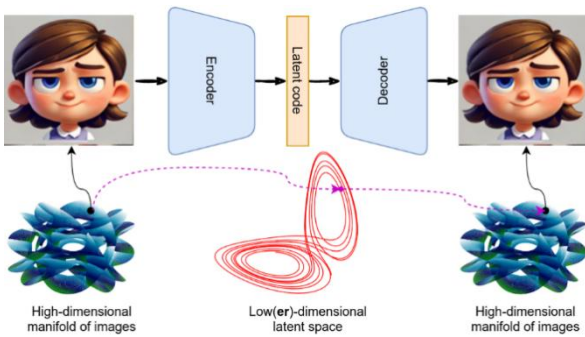 Encoder
Latent code
Decoder
High-dimensional
manifold of images
Low(er)-dimensional
latent space
High-dimensional
manifold of images